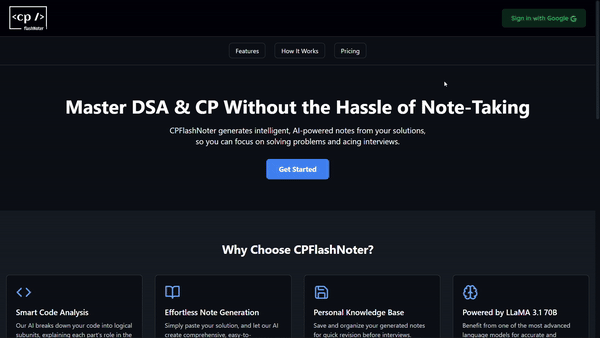 <cp />
flashNoter
Sign in with Google G
Features
How It Works
Pricing
Master DSA & CP Without the Hassle of Note-Taking
CPFlashNoter generates intelligent, AI-powered notes from your solutions,
so you can focus on solving problems and acing interviews.
Get Started
Why Choose CPFlashNoter?
Smart Code Analysis
Our AI breaks down your code into logical
subunits, explaining each part's role in the
Effortless Note Generation
Simply paste your solution, and let our AI
create comprehensive, easy-to-
Personal Knowledge Base
Save and organize your generated notes
for quick revision before interviews.
Powered by LLaMA 3.1 70B
Benefit from one of the most advanced
language models for accurate and